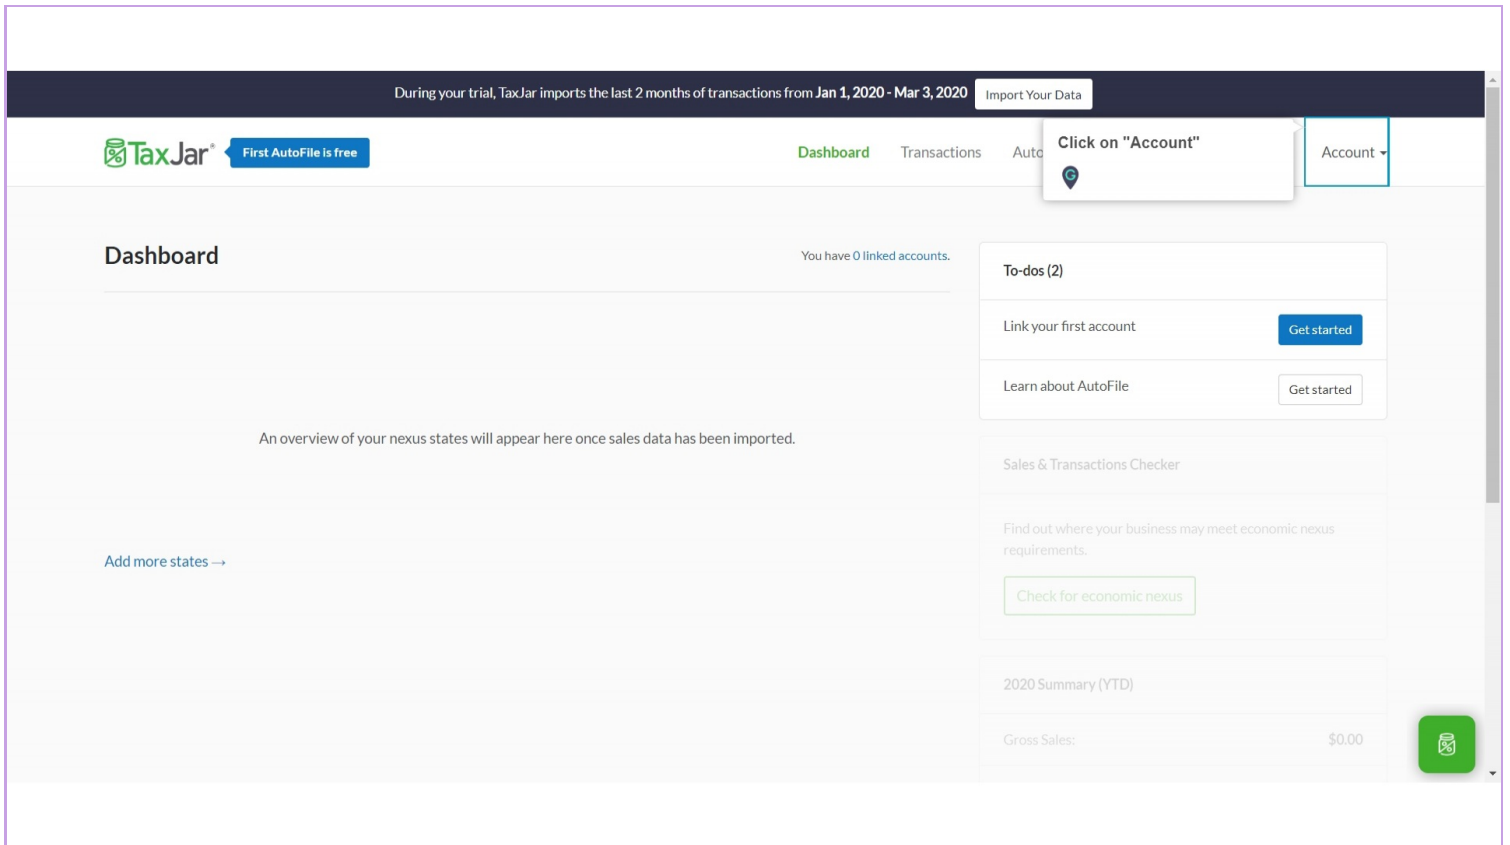 During your trial, TaxJar imports the last 2 months of transactions from Jan 1, 2020 - Mar 3, 2020 Import Your Data
TaxJar® First AutoFile is free Dashboard Transactions Auto Account
Click on "Account"
G
Dashboard
You have 0 linked accounts.
An overview of your nexus states will appear here once sales data has been imported.
Add more states →
To-dos (2)
Link your first account Get started
Learn about AutoFile Get started
Sales & Transactions Checker
Find out where your business may meet economic nexus
requirements.
Check for economic nexus
2020 Summary (YTD)
Gross Sales: $0.00